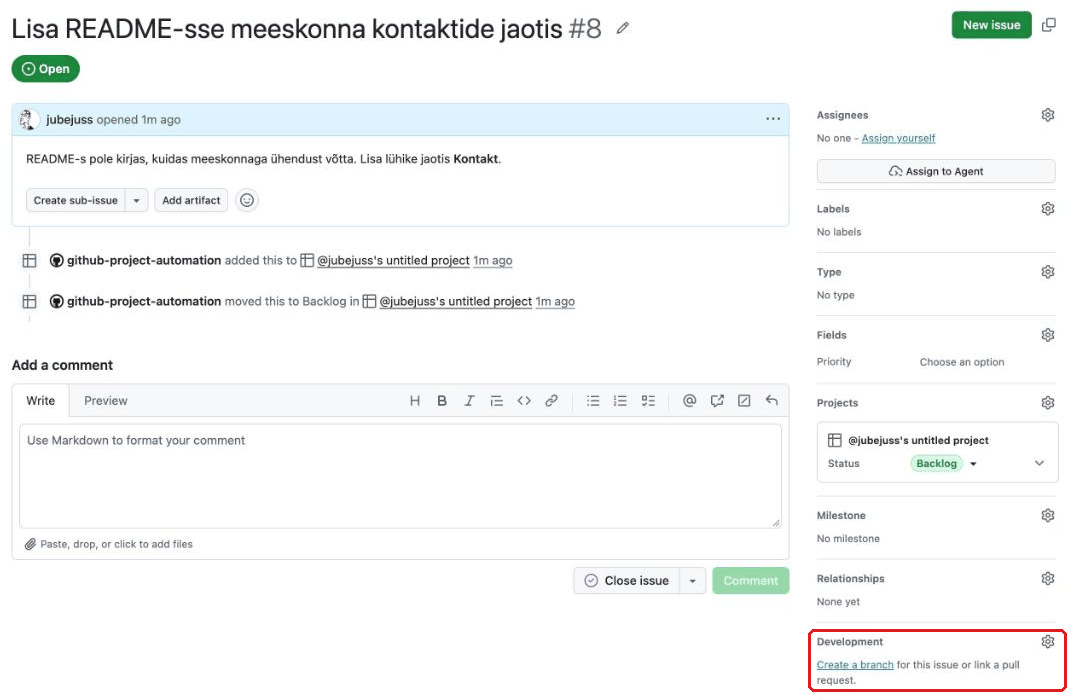 Lisa README-sse meeskonna kontaktide jaotis #8
New issue
Open
jubejuss opened 1m ago
README-s pole kirjas, kuidas meeskonnaga ühendust võtta. Lisa lühike jaotis Kontakt.
Create sub-issue
Add artifact
github-project-automation added this to @jubejuss's untitled project 1m ago
github-project-automation moved this to Backlog in @jubejuss's untitled project 1m ago
Add a comment
Write Preview
Use Markdown to format your comment
Paste, drop, or click to add files
Close issue
Comment
Assignees
No one - Assign yourself
Assign to Agent
Labels
No labels
Type
No type
Fields
Priority Choose an option
Projects
@jubejuss's untitled project
Status Backlog
Milestone
No milestone
Relationships
None yet
Development
Create a branch for this issue or link a pull
request.